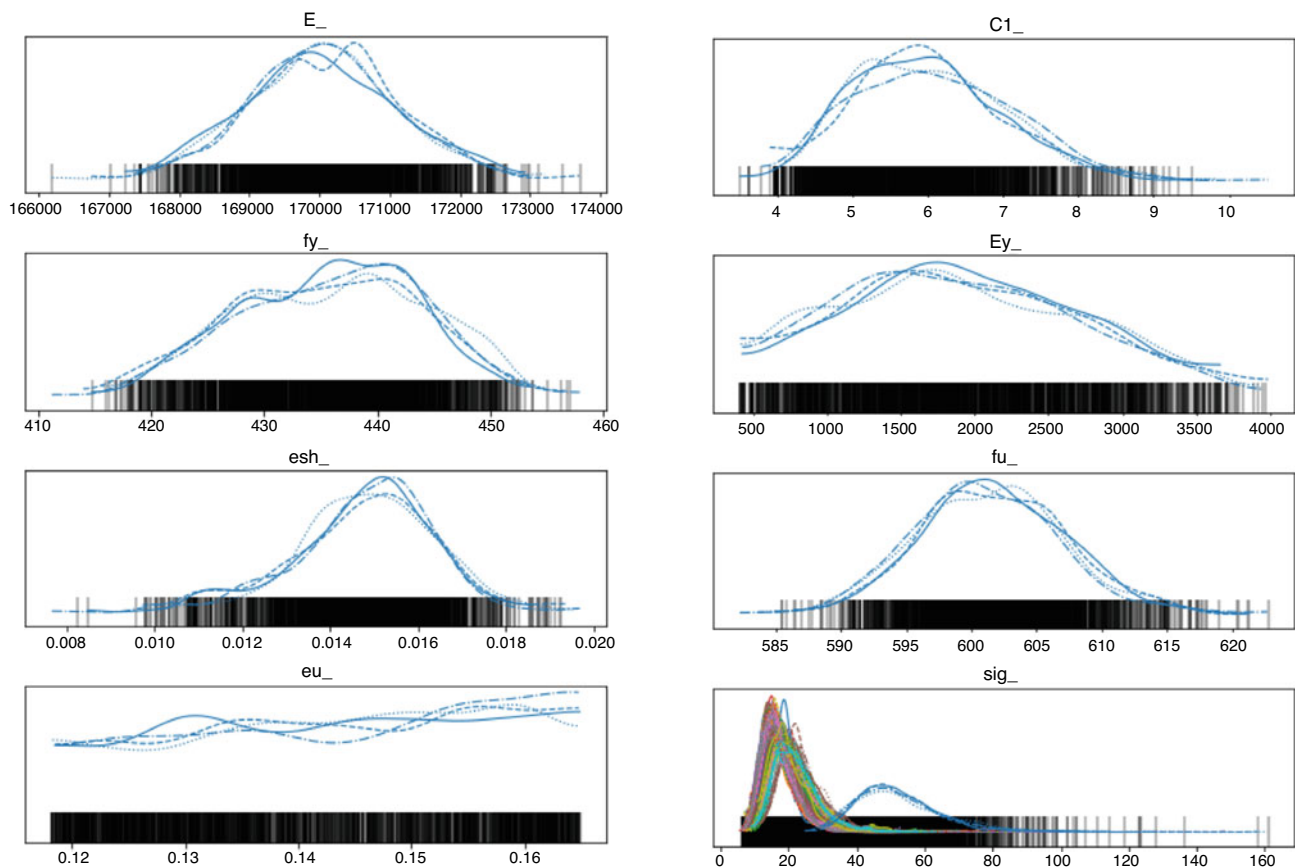 E_
166000 167000 168000 169000 170000 171000 172000 173000 174000
C1_
4 5 6 7 8 9 10
fy_
410 420 430 440 450 460
Ey_
500 1000 1500 2000 2500 3000 3500 4000
esh_
0.008 0.010 0.012 0.014 0.016 0.018 0.020
fu_
585 590 595 600 605 610 615 620
eu_
0.12 0.13 0.14 0.15 0.16
sig_
0 20 40 60 80 100 120 140 160